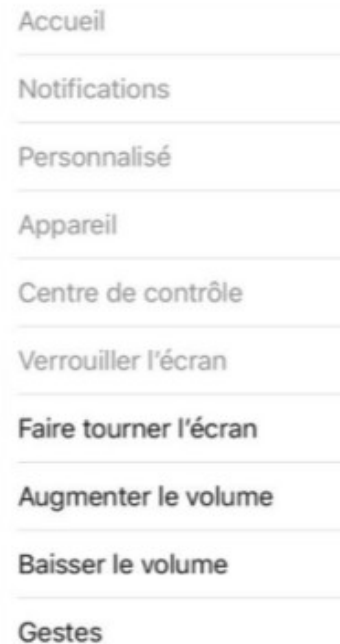 Accueil
Notifications
Personnalisé
Appareil
Centre de contrôle
Verrouiller l'écran
Faire tourner l'écran
Augmenter le volume
Baisser le volume
Gestes